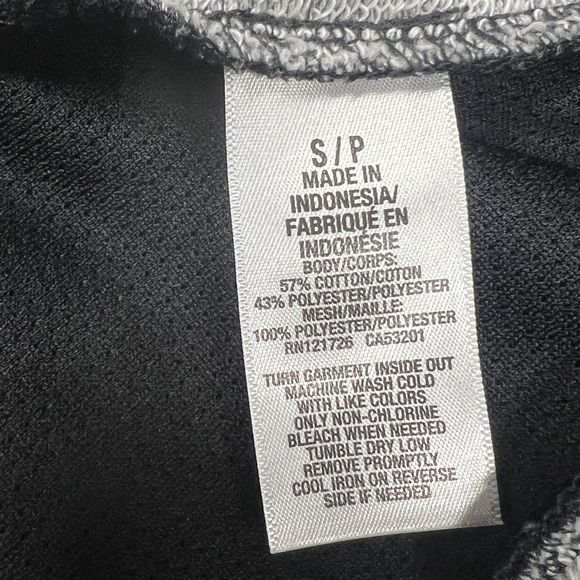 S / P
MADE IN
INDONESIA/
FABRIQUÉ EN
INDONÉSIE
BODY/CORPS:
57% COTTON/COTON
43% POLYESTER/POLYESTER
MESH/MAILLE:
100% POLYESTER/POLYESTER
RN121726 CA53201
TURN GARMENT INSIDE OUT
MACHINE WASH COLD
WITH LIKE COLORS
ONLY NON-CHLORINE
BLEACH WHEN NEEDED
TUMBLE DRY LOW
REMOVE PROMPTLY
COOL IRON ON REVERSE
SIDE IF NEEDED